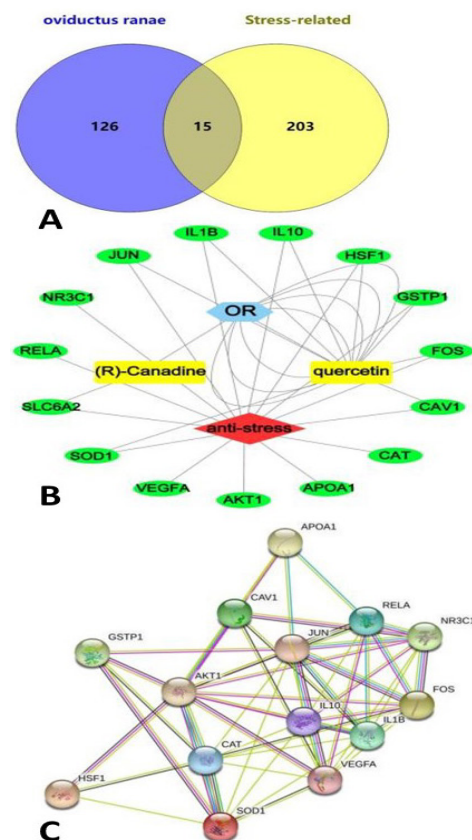 oviductus ranae Stress-related
126 15 203
A
IL1B IL10
JUN HSF1
NR3C1 OR GSTP1
RELA (R)-Canadine quercetin FOS
SLC6A2 anti-stress CAV1
SOD1 CAT
VEGFA AKT1 APOA1
B
APOA1
CAV1 RELA
GSTP1 JUN NR3C1
AKT1 FOS
IL10 IL1B
CAT VEGFA
HSF1
SOD1
C